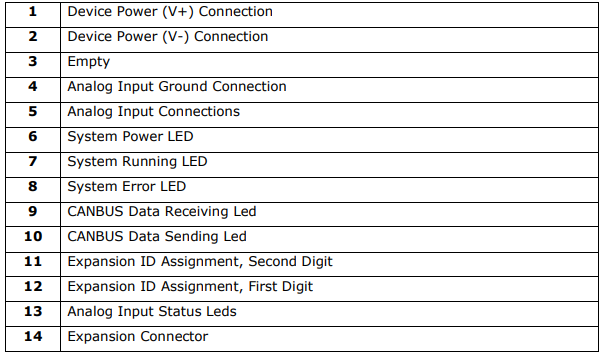 1 Device Power (V+) Connection
2 Device Power (V-) Connection
3 Empty
4 Analog Input Ground Connection
5 Analog Input Connections
6 System Power LED
7 System Running LED
8 System Error LED
9 CANBUS Data Receiving Led
10 CANBUS Data Sending Led
11 Expansion ID Assignment, Second Digit
12 Expansion ID Assignment, First Digit
13 Analog Input Status Leds
14 Expansion Connector